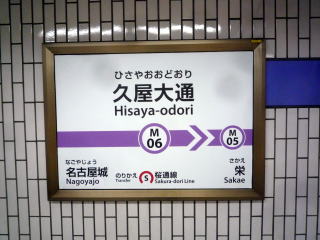 ひさやおおどおり
久屋大通
Hisaya-odori
M
06
M
05
なごやじょう
名古屋城
Nagoyajo
のりかえ
Transfer
S
桜通線
Sakura-dori Line
さかえ
栄
Sakae